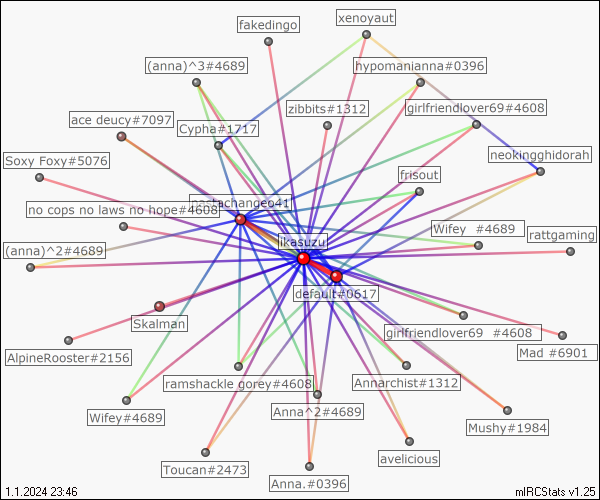 xenoyaut
fakedingo
(anna)^3#4689
hypomanianna#0396
zibbits#1312
girlfriendlover69#4608
ace deucy#7097
Cypha#1717
Soxy Foxy#5076
neokingghidorah
frisout
pastachangeo41
no cops no laws no hope#4608
Wifey #4689
rattgaming
(anna)^2#4689
ikasuzu
default#0617
Skalman
girlfriendlover69 #4608
AlpineRooster#2156
Mad #6901
ramshackle gorey#4608
Annarchist#1312
Wifey#4689
Anna^2#4689
Mushy#1984
avelicious
Toucan#2473
Anna.#0396
1.1.2024 23:46
mIRCStats v1.25